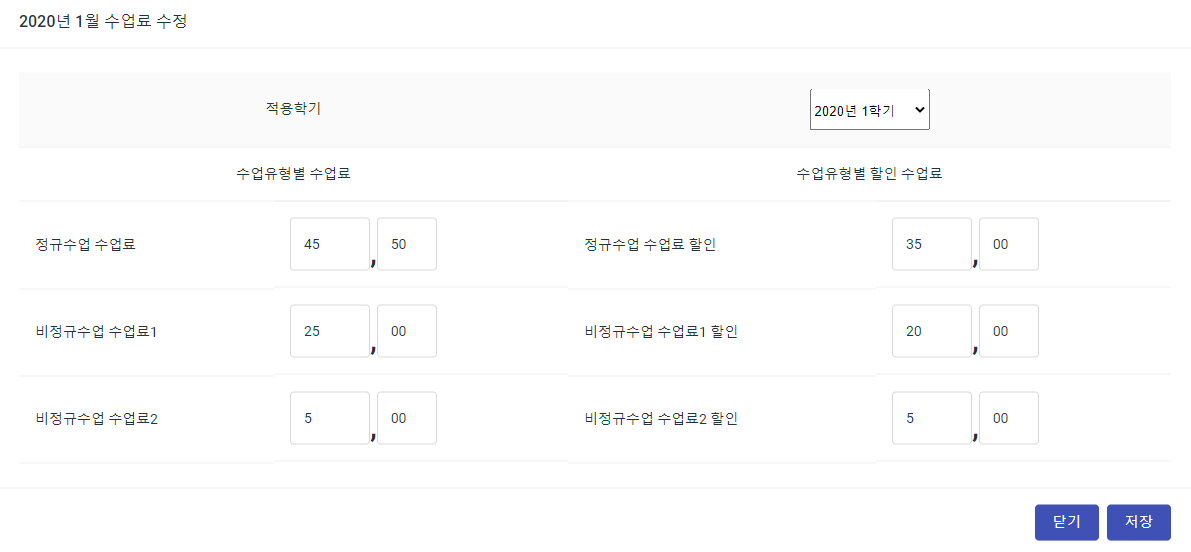 2020년 1월 수업료 수정
적용학기 2020년 1학기
수업유형별 수업료 수업유형별 할인 수업료
정규수업 수업료 45 , 50 정규수업 수업료 할인 35 , 00
비정규수업 수업료1 25 , 00 비정규수업 수업료1 할인 20 , 00
비정규수업 수업료2 5 , 00 비정규수업 수업료2 할인 5 , 00
닫기 저장